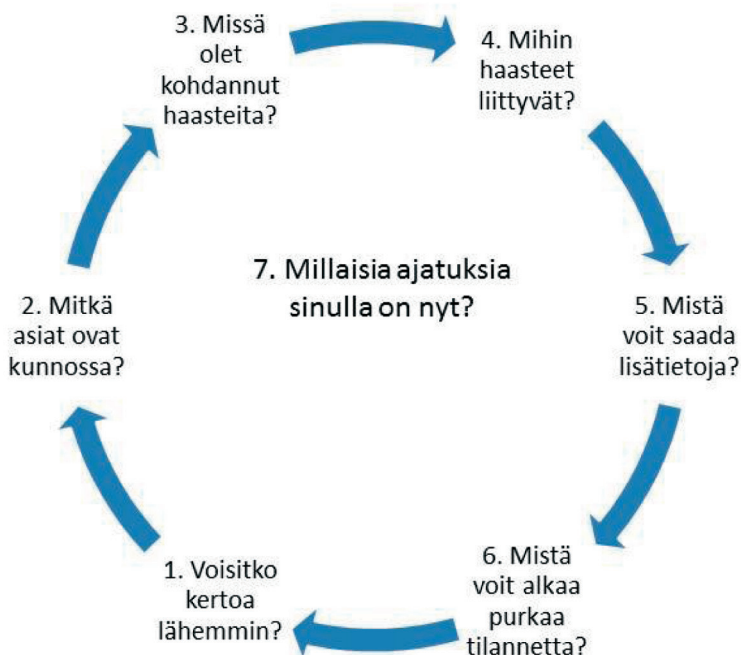 3. Missä
olet
kohdannut
haasteita?
4. Mihin
haasteet
liittyvät?
7. Millaisia ajatuksia
sinulla on nyt?
2. Mitkä
asiat ovat
kunnossa?
5. Mistä
voit saada
lisätietoja?
1. Voisitko
kertoa
lähemmin?
6. Mistä
voit alkaa
purkaa
tilannetta?